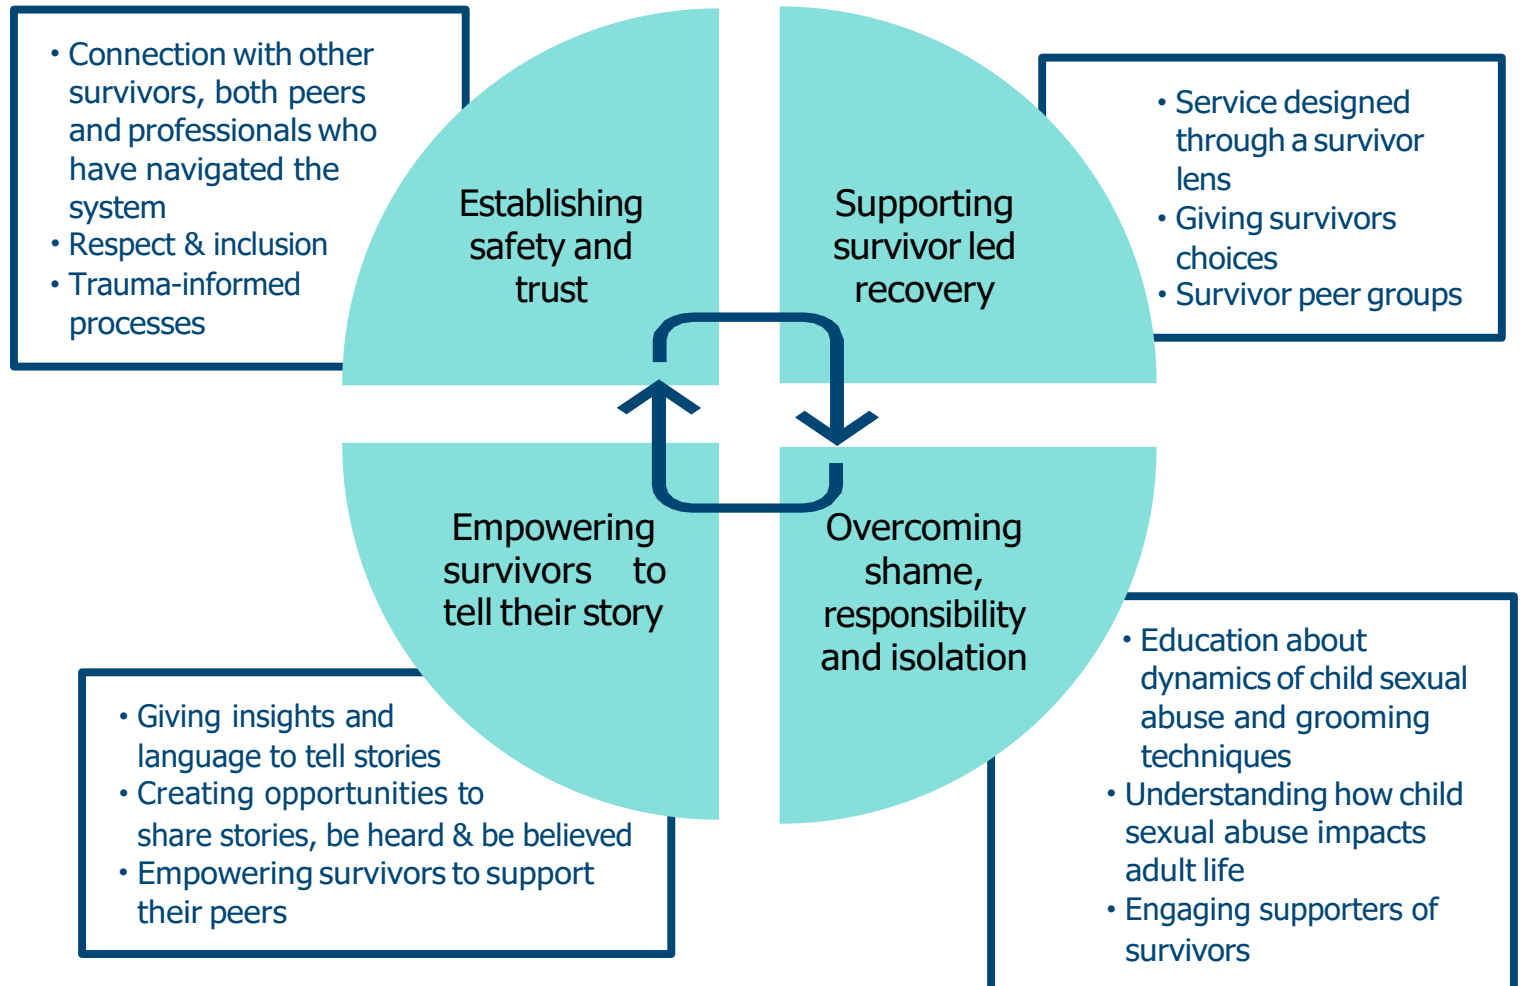 • Connection with other
survivors, both peers
and professionals who
have navigated the
system
• Respect & inclusion
• Trauma-informed
processes
Establishing
safety and
trust
Supporting
survivor led
recovery
• Service designed
through a survivor
lens
• Giving survivors
choices
• Survivor peer groups
Empowering
survivors to
tell their story
Overcoming
shame,
responsibility
and isolation
• Giving insights and
language to tell stories
• Creating opportunities to
share stories, be heard & be believed
• Empowering survivors to support
their peers
• Education about
dynamics of child sexual
abuse and grooming
techniques
• Understanding how child
sexual abuse impacts
adult life
• Engaging supporters of
survivors